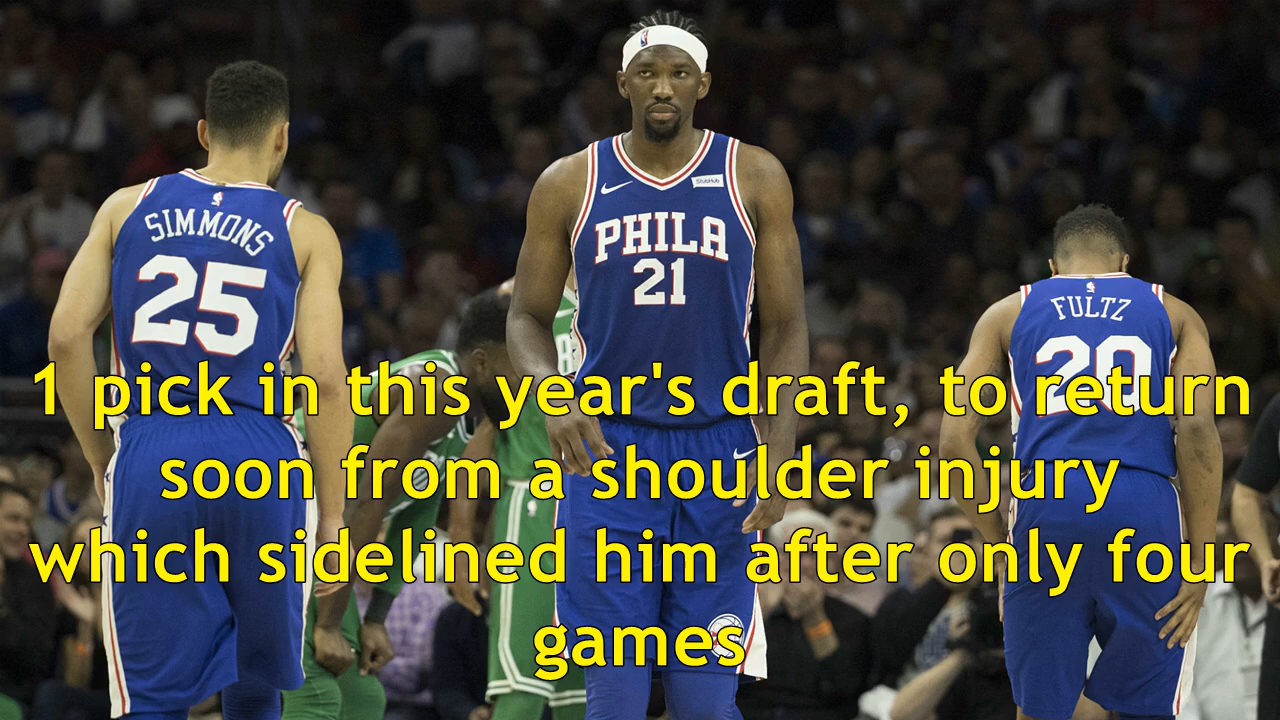 SIMMONS
25
StubHub
PHILA
21
FULTZ
20
1 pick in this year's draft, to return
soon from a shoulder injury
which sidelined him after only four
games